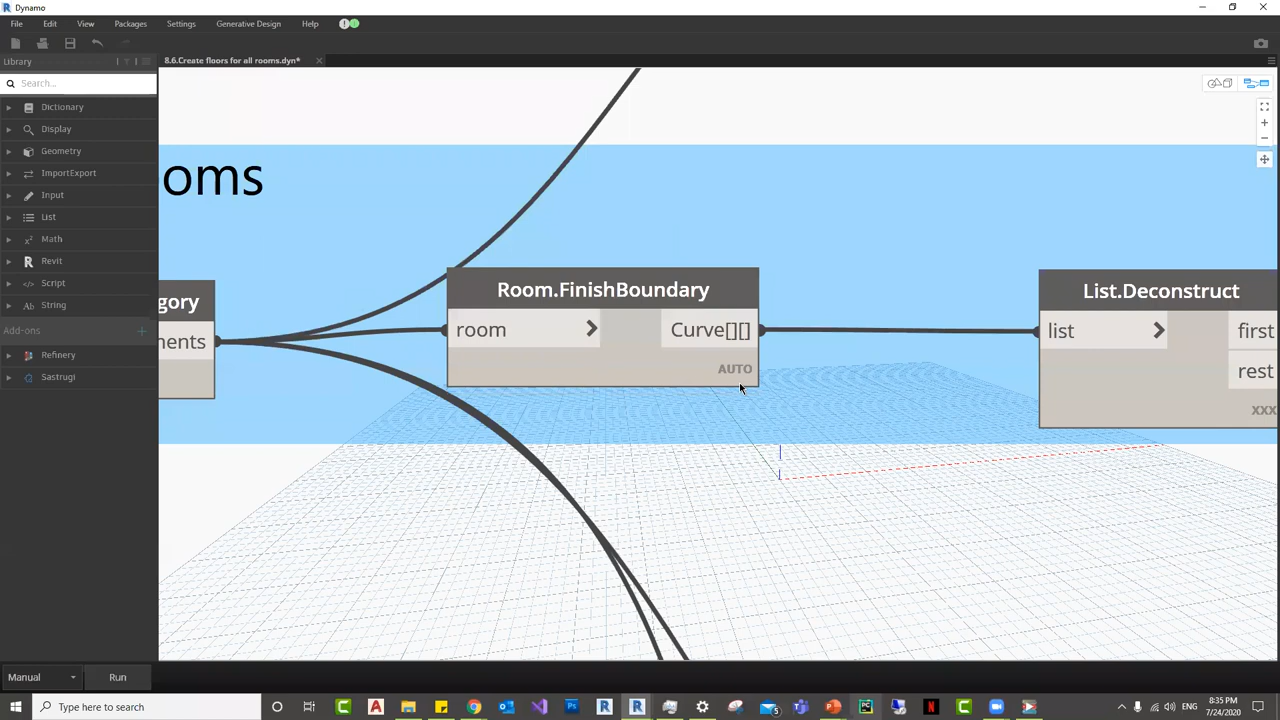 Dynamo
File Edit View Packages Settings Generative Design Help
Library
8.6.Create floors for all rooms.dyn*
Search...
Dictionary
Display
Geometry
ImportExport
Input
List
Math
Revit
Script
String
Add-ons
Refinery
Sastrugi
oms
gory
nents
Room.FinishBoundary
room > Curve[][]
AUTO
List.Deconstruct
list > first
rest
XXX
Manual Run
Type here to search
8:35 PM
7/24/2020